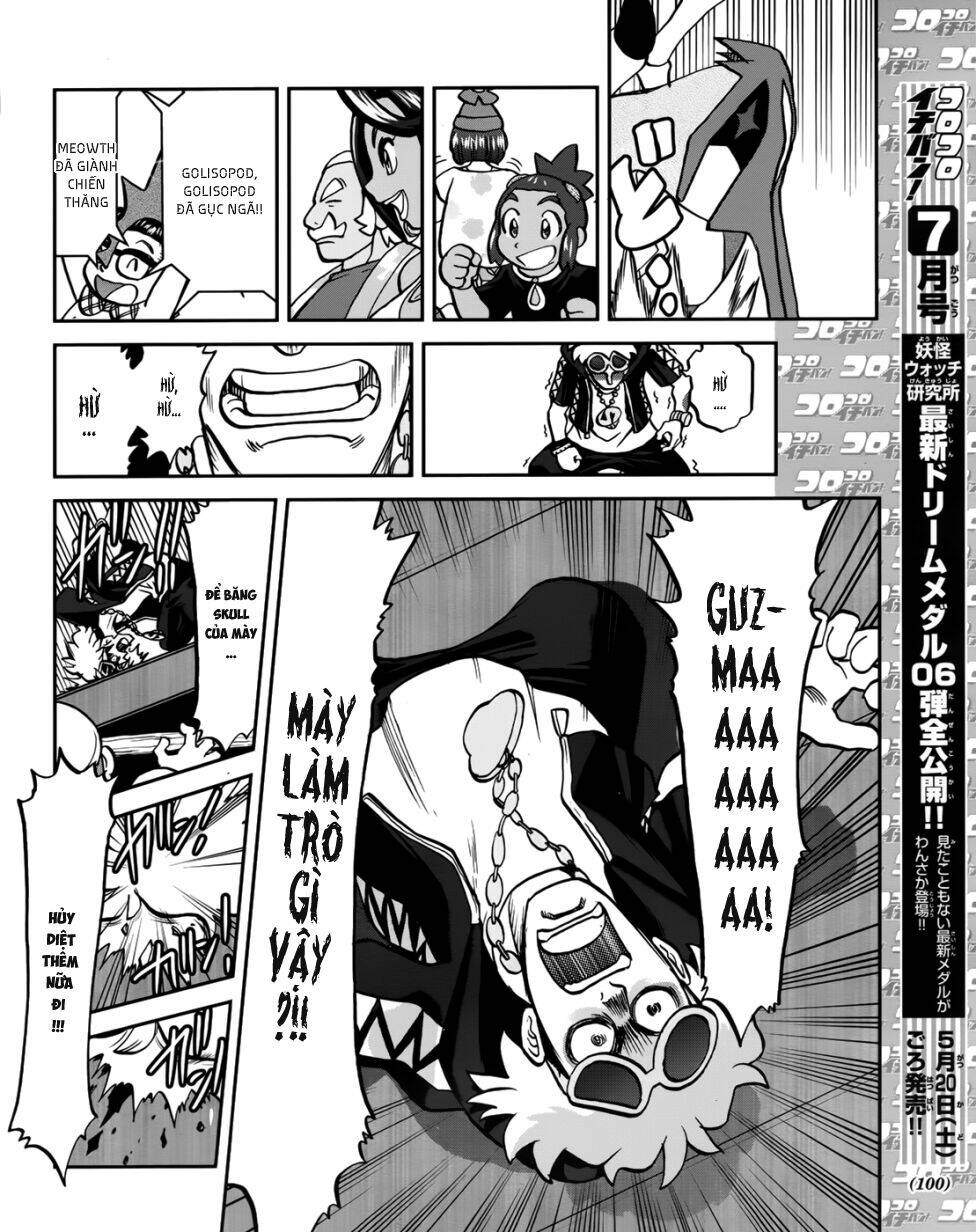 GOLISOPOD,
GOLISOPOD
ĐÃ GỤC NGÃ!!
MEOWTH
ĐÃ GIÀNH
CHIẾN
THĂNG
HỪ
....
HỪ,
HỪ...
HỪ
...
GUZ-
MAA
AAA
AAA
AAA
AA!
MÀY
LÀM
TRÒ
GÌ
VẬY
?!!
ĐỂ BĂNG
SKULL
CỦA MÀY
...
HỦY
DIỆT
THÊM
NỮA
ĐI
!!!
コロコロ
イチバン!
7月号
妖怪
ウォッチ
研究所
最新ドリームメダル06弾全公開!!
見たこともない最新メダルが
わんさか登場!!
5月20日(土)
ごろ発売!!
(100)